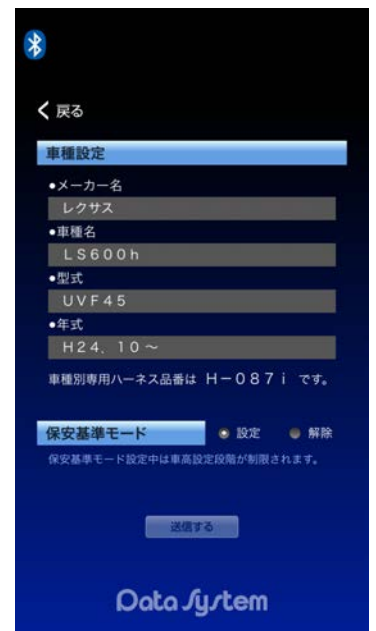 戻る
車種設定
●メーカー名
レクサス
●車種名
LS600h
●型式
UVF45
●年式
H24.10~
車種別専用ハーネス品番は H-087i です。
保安基準モード 設定 解除
保安基準モード設定中は車高設定段階が制限されます。
送信する
Data System